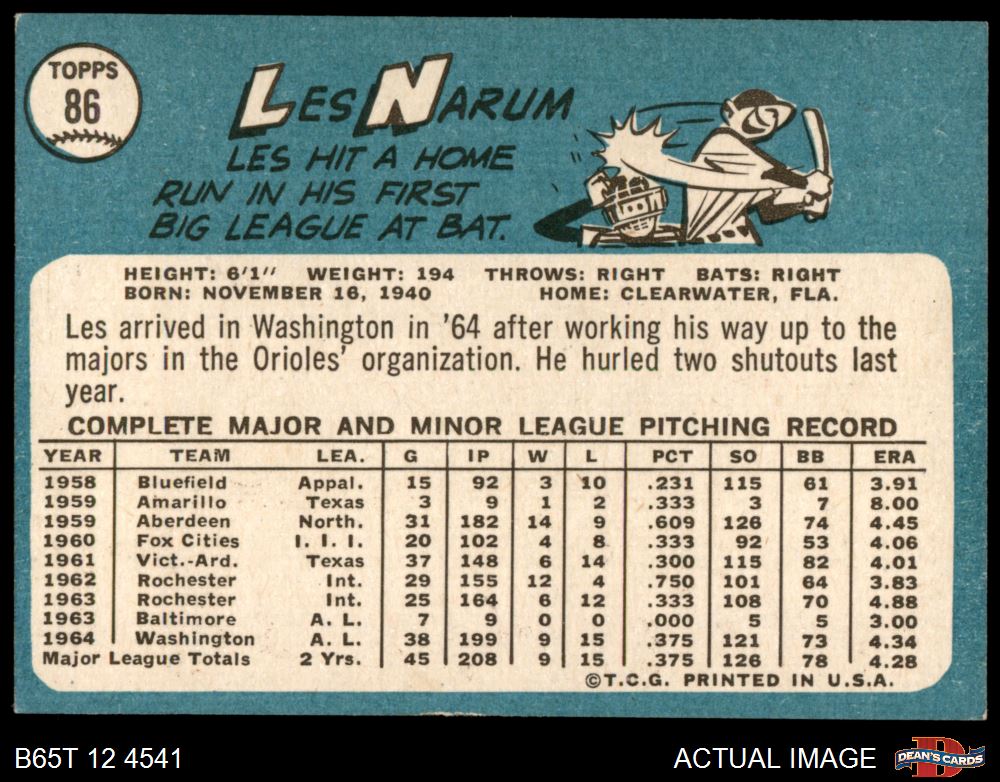 TOPPS
86
LES NARUM
LES HIT A HOME
RUN IN HIS FIRST
BIG LEAGUE AT BAT.
HEIGHT: 6'1" WEIGHT: 194 THROWS: RIGHT BATS: RIGHT
BORN: NOVEMBER 16, 1940 HOME: CLEARWATER, FLA.
Les arrived in Washington in '64 after working his way up to the
majors in the Orioles' organization. He hurled two shutouts last
year.
COMPLETE MAJOR AND MINOR LEAGUE PITCHING RECORD
YEAR TEAM LEA. G IP W L PCT SO BB ERA
1958 Bluefield Appal. 15 92 3 10 .231 115 61 3.91
1959 Amarillo Texas 3 9 1 2 .333 3 7 8.00
1959 Aberdeen North. 31 182 14 9 .609 126 74 4.45
1960 Fox Cities I. I. I. 20 102 4 8 .333 92 53 4.06
1961 Vict.-Ard. Texas 37 148 6 14 .300 115 82 4.01
1962 Rochester Int. 29 155 12 4 .750 101 64 3.83
1963 Rochester Int. 25 164 6 12 .333 108 70 4.88
1963 Baltimore A. L. 7 9 0 0 .000 5 5 3.00
1964 Washington A. L. 38 199 9 15 .375 121 73 4.34
Major League Totals 2 Yrs. 45 208 9 15 .375 126 78 4.28
©T.C.G. PRINTED IN U.S.A.
B65T 12 4541 ACTUAL IMAGE
D
DEAN'S CARDS